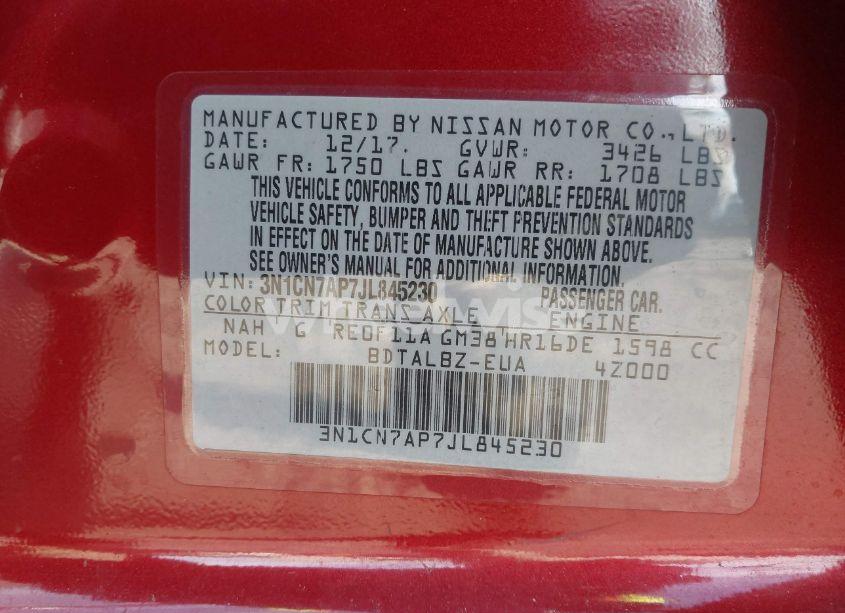 MANUFACTURED BY NISSAN MOTOR CO., LTD.
DATE: 12/17. GVWR: 3426 LBS
GAWR FR: 1750 LBS GAWR RR: 1708 LBS
THIS VEHICLE CONFORMS TO ALL APPLICABLE FEDERAL MOTOR
VEHICLE SAFETY, BUMPER AND THEFT PREVENTION STANDARDS
IN EFFECT ON THE DATE OF MANUFACTURE SHOWN ABOVE.
SEE OWNER'S MANUAL FOR ADDITIONAL INFORMATION.
VIN: 3N1CN7AP7JL845230 PASSENGER CAR.
COLOR TRIM TRANS AXLE ENGINE
NAH G RE0F11A GM38 HR16DE 1598 CC
MODEL: BDTALBZ-EUA 4Z000
3N1CN7AP7JL845230